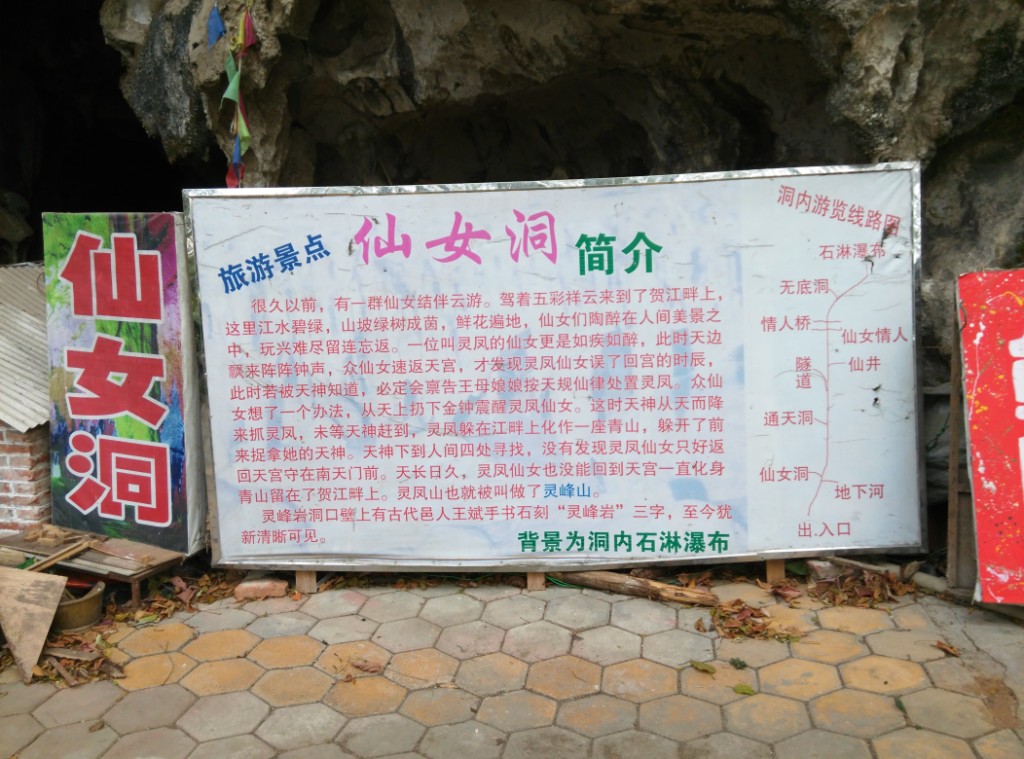 仙女洞
旅游景点 仙女洞 简介
很久以前，有一群仙女结伴云游。驾着五彩祥云来到了贺江畔上，
这里江水碧绿，山坡绿树成茵，鲜花遍地，仙女们陶醉在人间美景之
中，玩兴难尽留连忘返。一位叫灵凤的仙女更是如疾如醉，此时天边
飘来阵阵钟声，众仙女速返天宫，才发现灵凤仙女误了回宫的时辰，
此时若被天神知道，必定会禀告王母娘娘按天规仙律处置灵凤。众仙
女想了一个办法，从天上扔下金钟震醒灵凤仙女。这时天神从天而降
来抓灵凤，未等天神赶到，灵凤躲在江畔上化作一座青山，躲开了前
来捉拿她的天神。天神下到人间四处寻找，没有发现灵凤仙女只好返
回天宫守在南天门前。天长日久，灵凤仙女也没能回到天宫一直化身
青山留在了贺江畔上。灵凤山也就被叫做了灵峰山。
灵峰岩洞口壁上有古代邑人王斌手书石刻“灵峰岩”三字，至今犹
新清晰可见。
背景为洞内石淋瀑布
洞内游览线路图
石淋瀑布
无底洞
情人桥
仙女情人
隧道
仙井
通天洞
仙女洞
地下河
出.入口